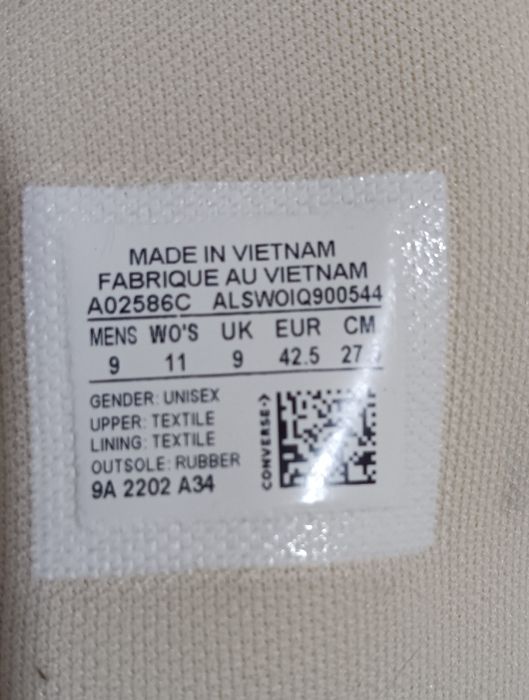 MADE IN VIETNAM
FABRIQUE AU VIETNAM
A02586C ALSWOIQ900544
MENS WO'S UK EUR CM
9 11 9 42.5
GENDER: UNISEX
UPPER: TEXTILE
LINING: TEXTILE
OUTSOLE: RUBBER
9A 2202 A34
CONVERSE